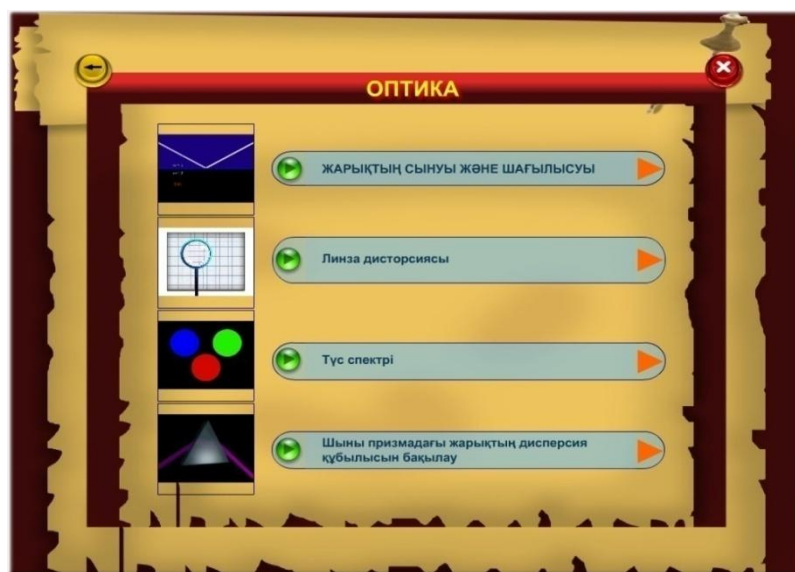 ОПТИКА
ЖАРЫҚТЫҢ СЫНУЫ ЖӘНЕ ШАҒЫЛЫСУЫ
Линза дисторсиясы
Түс спектрі
Шыны призмадағы жарықтың дисперсия
құбылысын бақылау